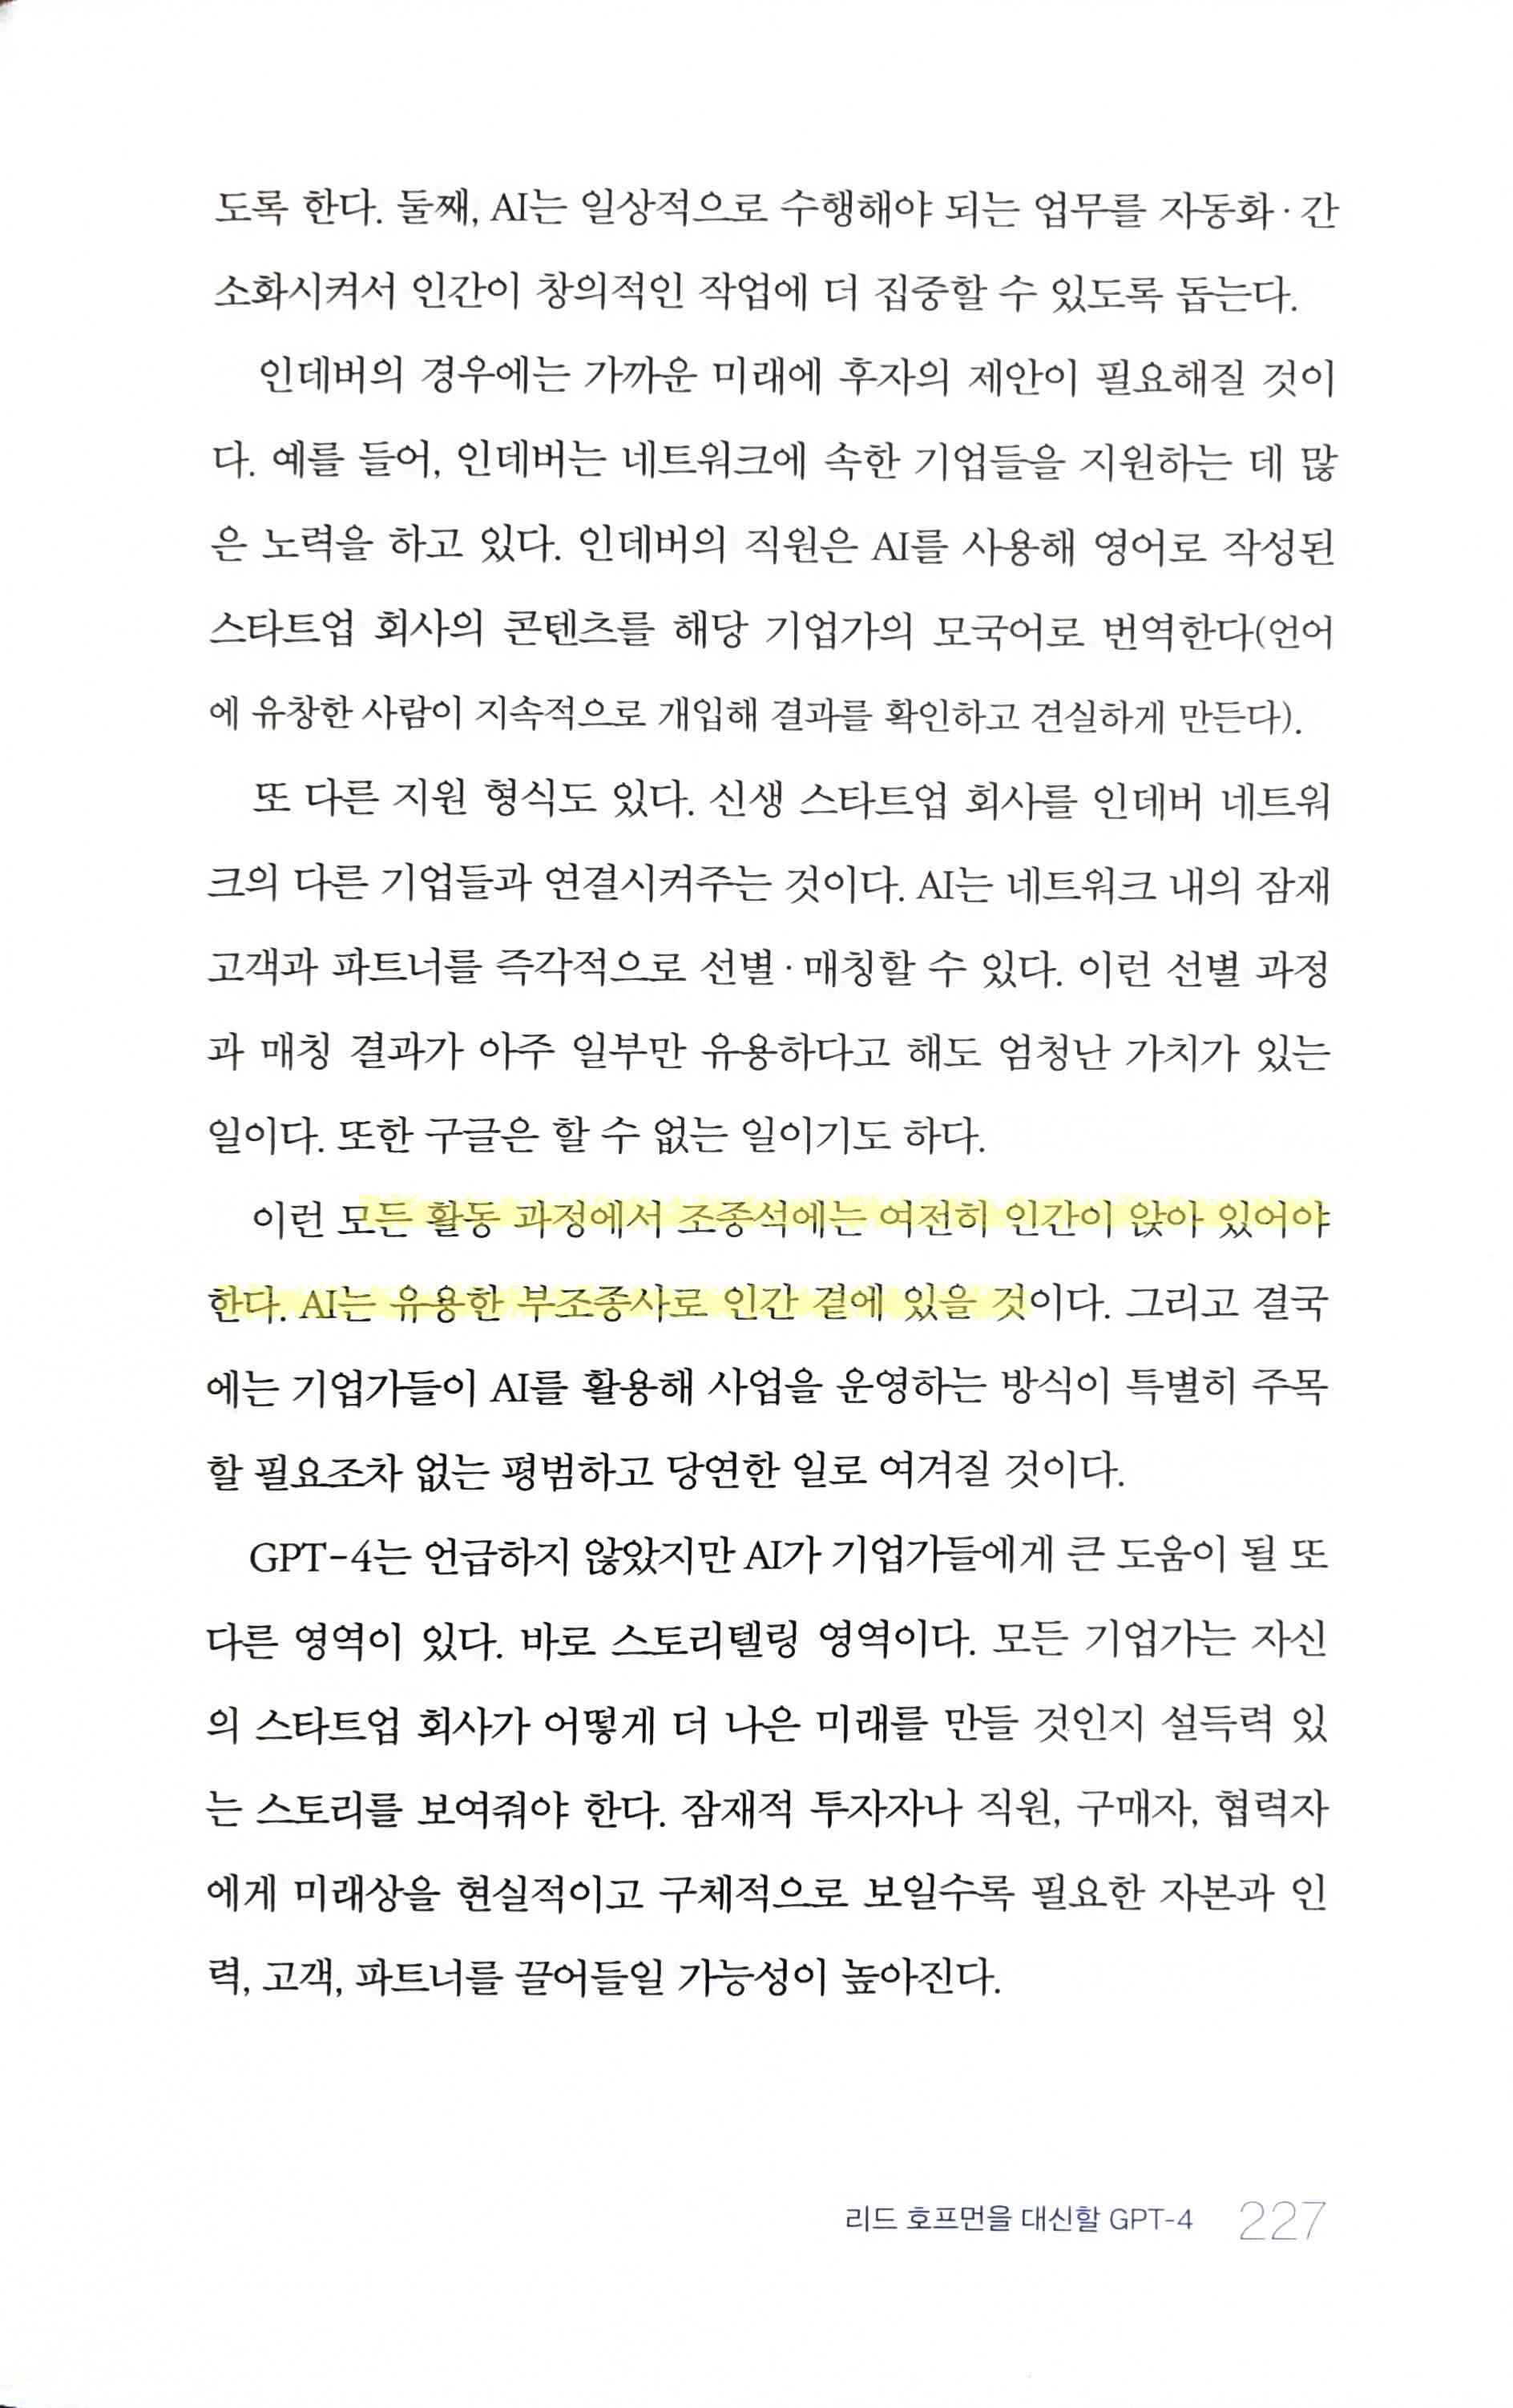 도록 한다. 둘째, AI는 일상적으로 수행해야 되는 업무를 자동화·간
소화시켜서 인간이 창의적인 작업에 더 집중할 수 있도록 돕는다.
인데버의 경우에는 가까운 미래에 후자의 제안이 필요해질 것이
다. 예를 들어, 인데버는 네트워크에 속한 기업들을 지원하는 데 많
은 노력을 하고 있다. 인데버의 직원은 AI를 사용해 영어로 작성된
스타트업 회사의 콘텐츠를 해당 기업가의 모국어로 번역한다(언어
에 유창한 사람이 지속적으로 개입해 결과를 확인하고 견실하게 만든다).
또 다른 지원 형식도 있다. 신생 스타트업 회사를 인데버 네트워
크의 다른 기업들과 연결시켜주는 것이다. AI는 네트워크 내의 잠재
고객과 파트너를 즉각적으로 선별·매칭할 수 있다. 이런 선별 과정
과 매칭 결과가 아주 일부만 유용하다고 해도 엄청난 가치가 있는
일이다. 또한 구글은 할 수 없는 일이기도 하다.
이런 모든 활동 과정에서 조종석에는 여전히 인간이 앉아 있어야
한다. AI는 유용한 부조종사로 인간 곁에 있을 것이다. 그리고 결국
에는 기업가들이 AI를 활용해 사업을 운영하는 방식이 특별히 주목
할 필요조차 없는 평범하고 당연한 일로 여겨질 것이다.
GPT-4는 언급하지 않았지만 AI가 기업가들에게 큰 도움이 될 또
다른 영역이 있다. 바로 스토리텔링 영역이다. 모든 기업가는 자신
의 스타트업 회사가 어떻게 더 나은 미래를 만들 것인지 설득력 있
는 스토리를 보여줘야 한다. 잠재적 투자자나 직원, 구매자, 협력자
에게 미래상을 현실적이고 구체적으로 보일수록 필요한 자본과 인
력, 고객, 파트너를 끌어들일 가능성이 높아진다.
리드 호프먼을 대신할 GPT-4 227